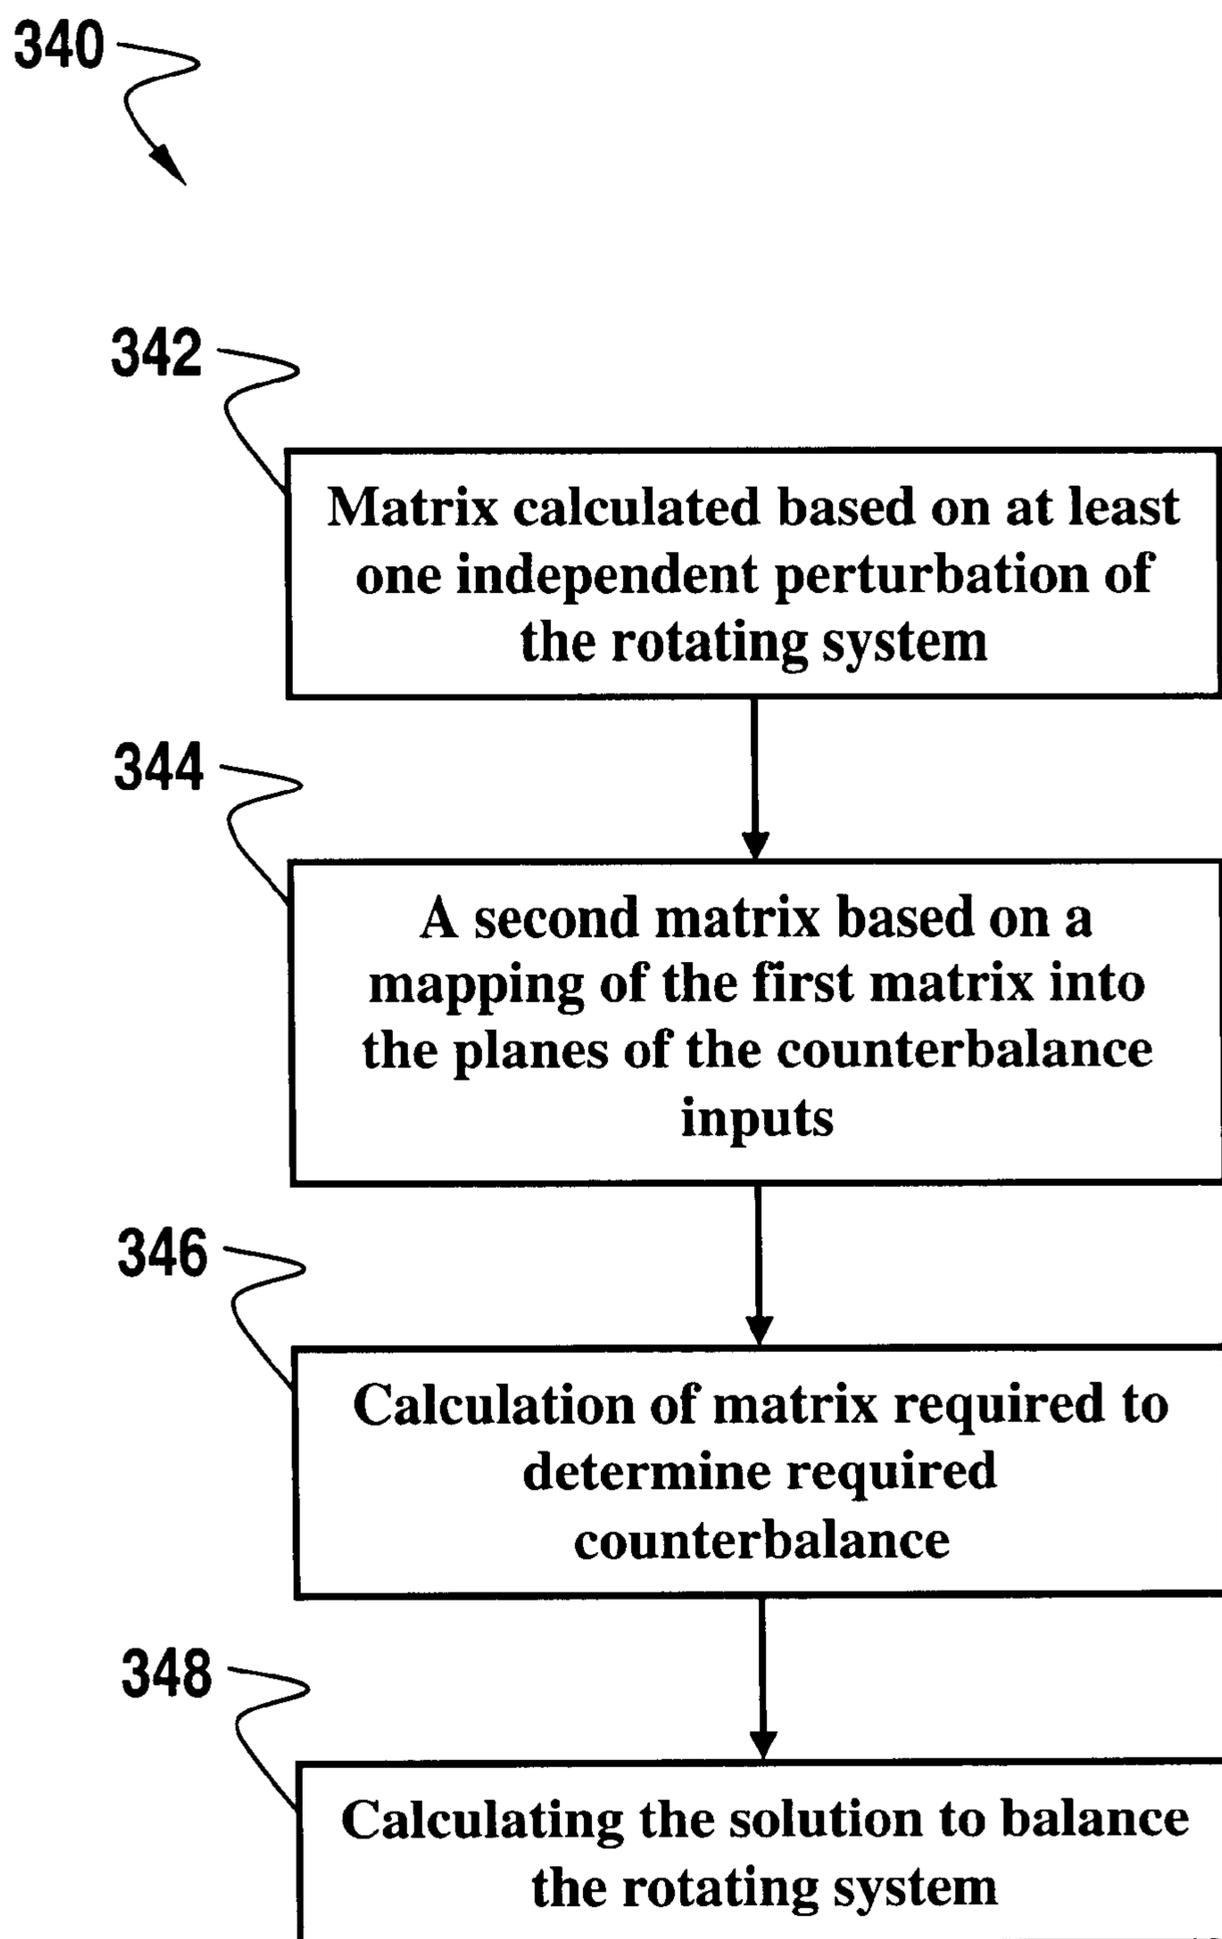 340
342
Matrix calculated based on at least
one independent perturbation of
the rotating system
344
A second matrix based on a
mapping of the first matrix into
the planes of the counterbalance
inputs
346
Calculation of matrix required to
determine required
counterbalance
348
Calculating the solution to balance
the rotating system